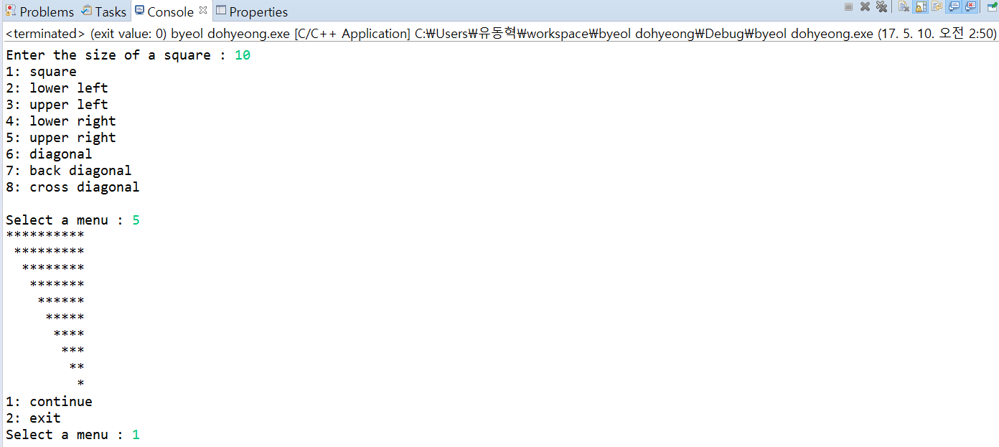 Problems Tasks Console Properties
<terminated> (exit value: 0) byeol dohyeong.exe [C/C++ Application] C:₩Users₩유동혁₩workspace₩byeol dohyeong₩Debug₩byeol dohyeong.exe (17. 5. 10. 오전 2:50)
Enter the size of a square : 10
1: square
2: lower left
3: upper left
4: lower right
5: upper right
6: diagonal
7: back diagonal
8: cross diagonal
Select a menu : 5
**********
 *********
  ********
   *******
    ******
     *****
      ****
       ***
        **
         *
1: continue
2: exit
Select a menu : 1